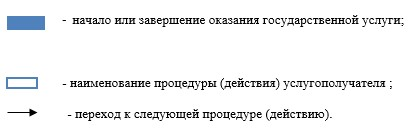 - начало или завершение оказания государственной услуги;
- наименование процедуры (действия) услугополучателя ;
- переход к следующей процедуре (действию).